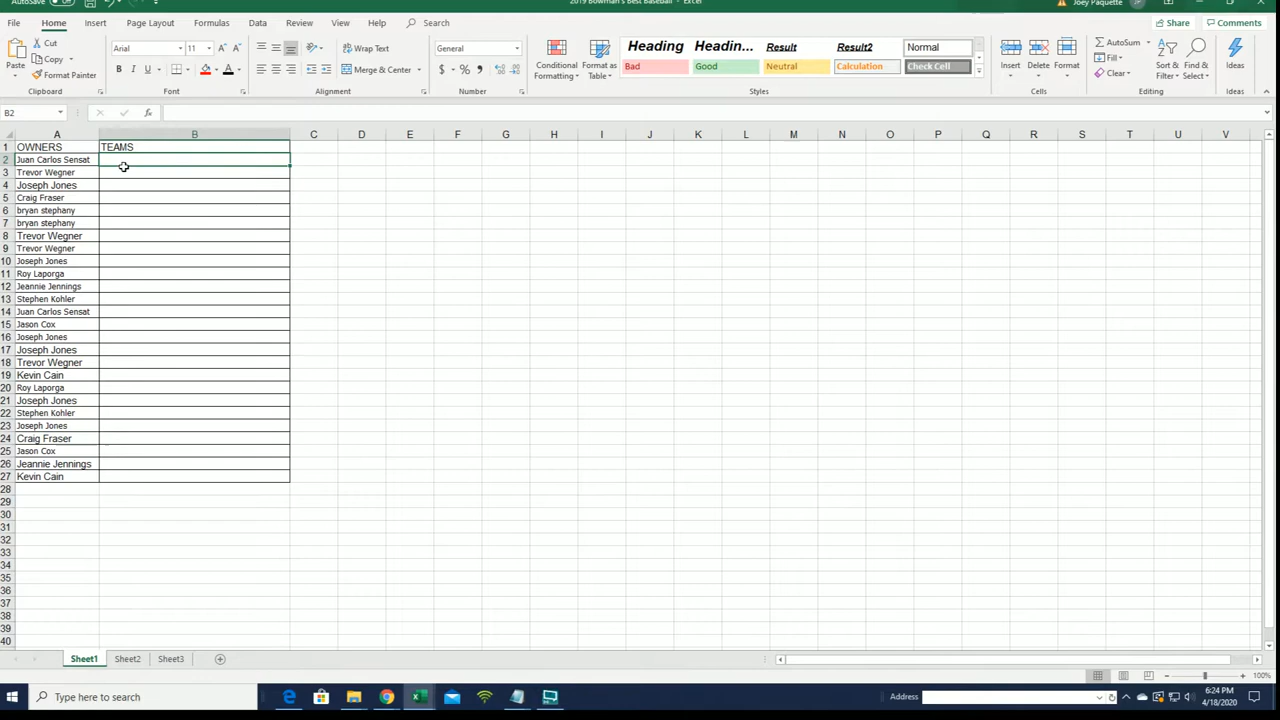 AutoSave
2019 Bowman's Best Baseball - Excel
Joey Paquette
File Home Insert Page Layout Formulas Data Review View Help Search Share Comments
Paste Cut Copy Format Painter
Arial 11 B I U A
Wrap Text Merge & Center
General $ %
Conditional Formatting Format as Table
Heading Headin... Result Result2 Normal
Bad Good Neutral Calculation Check Cell
Insert Delete Format
AutoSum Fill Clear Sort & Filter Find & Select Ideas
Clipboard Font Alignment Number Styles Cells Editing Ideas
B2 fx
A B C D E F G H I J K L M N O P Q R S T U V
1 OWNERS TEAMS
2 Juan Carlos Sensat
3 Trevor Wegner
4 Joseph Jones
5 Craig Fraser
6 bryan stephany
7 bryan stephany
8 Trevor Wegner
9 Trevor Wegner
10 Joseph Jones
11 Roy Laporga
12 Jeannie Jennings
13 Stephen Kohler
14 Juan Carlos Sensat
15 Jason Cox
16 Joseph Jones
17 Joseph Jones
18 Trevor Wegner
19 Kevin Cain
20 Roy Laporga
21 Joseph Jones
22 Stephen Kohler
23 Joseph Jones
24 Craig Fraser
25 Jason Cox
26 Jeannie Jennings
27 Kevin Cain
28
29
30
31
32
33
34
35
36
37
38
39
40
Sheet1 Sheet2 Sheet3
100%
Type here to search
Address
6:24 PM
4/18/2020